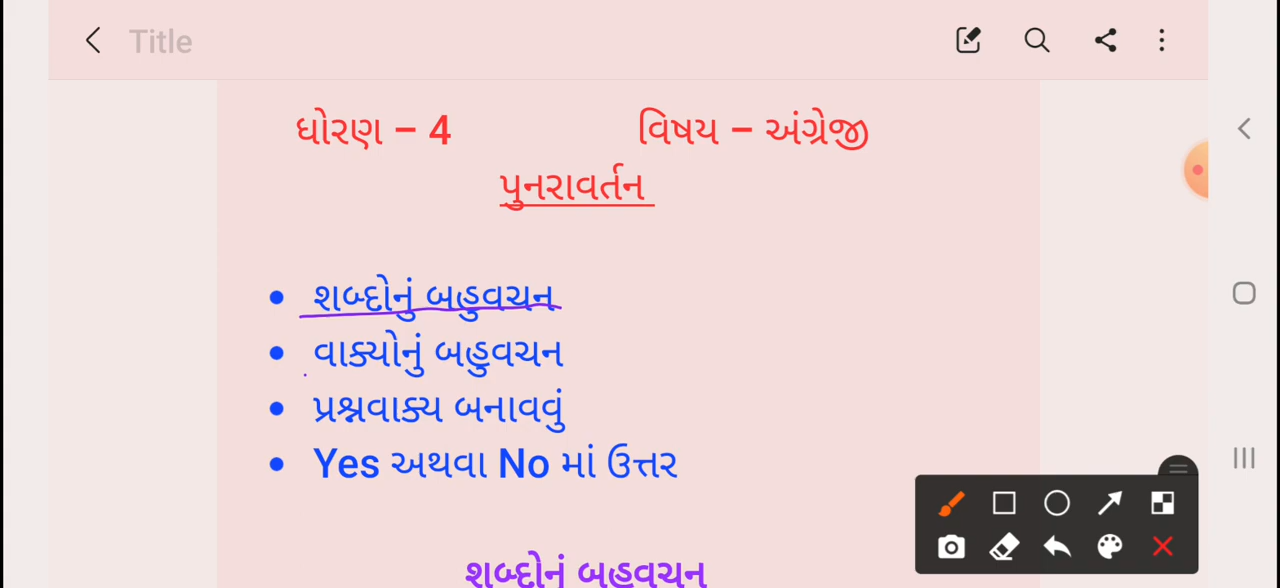 Title
ધોરણ – 4 વિષય – અંગ્રેજી
પુનરાવર્તન
• શબ્દોનું બહુવચન
• વાક્યોનું બહુવચન
• પ્રશ્નવાક્ય બનાવવું
• Yes અથવા No માં ઉત્તર
શબ્દોનું બહુવચન